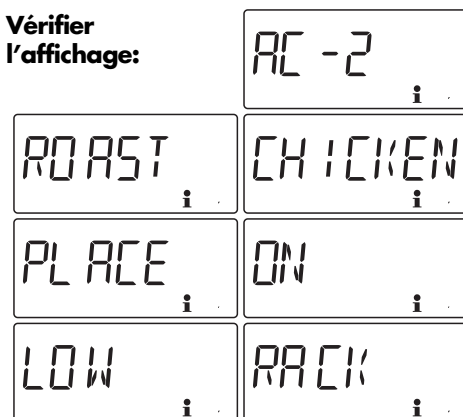 Vérifier
l'affichage:
AC-2
i
ROAST
i
CHICKEN
i
PLACE
i
ON
i
LOW
i
RACK
i